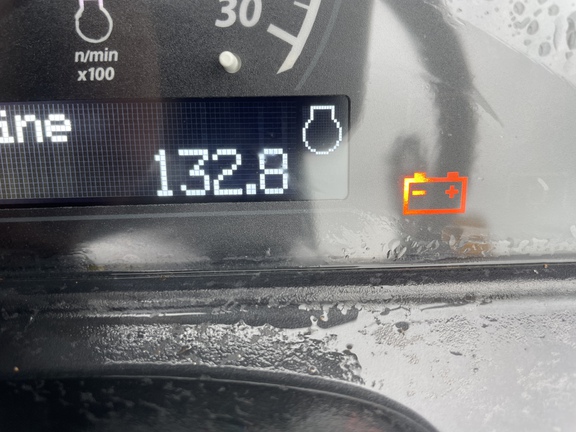 30
n/min
x100
ine
132.8
- +